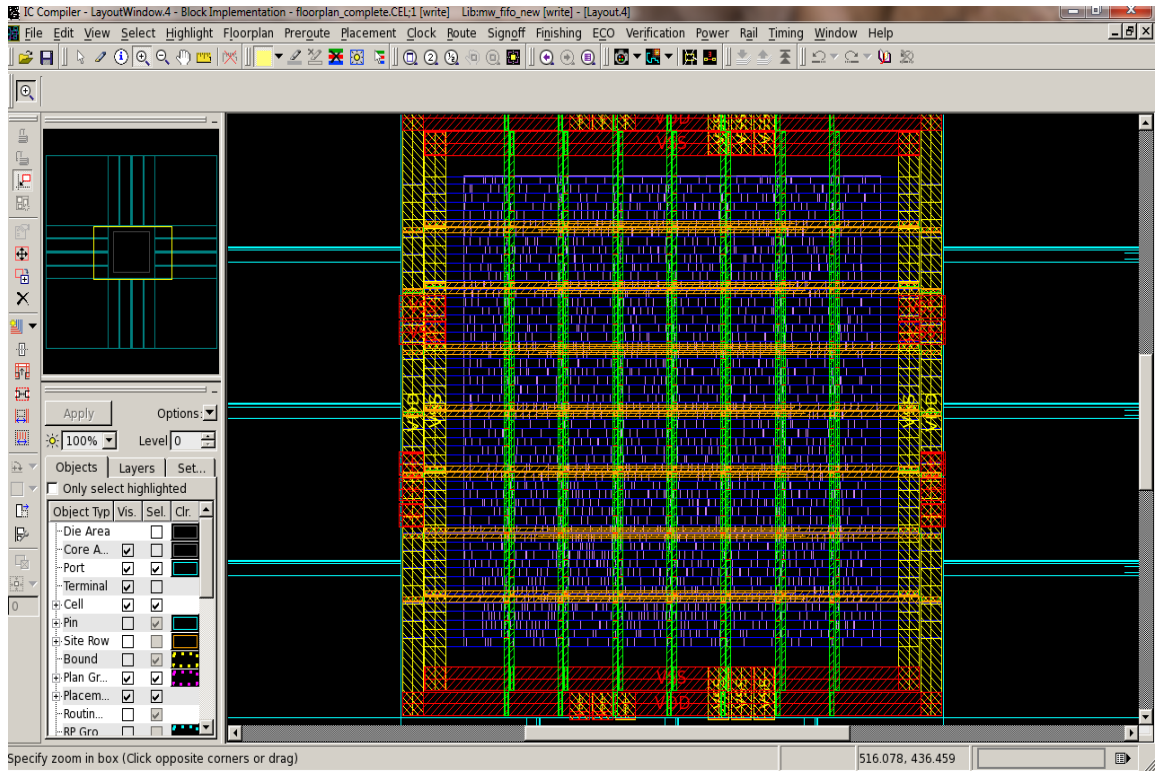 IC Compiler - LayoutWindow.4 - Block Implementation - floorplan_complete.CEL;1 [write]   Lib:mw_fifo_new [write] - [Layout.4]
File Edit View Select Highlight Floorplan Preroute Placement Clock Route Signoff Finishing ECO Verification Power Rail Timing Window Help
VDD
VSS
Apply Options:
100% Level 0
Objects Layers Set...
Only select highlighted
Object Typ Vis. Sel. Clr.
Die Area
Core A...
Port
Terminal
Cell
Pin
Site Row
Bound
Plan Gr...
Placem...
Routin...
RP Gro
0
VDD
VSS
VSS
VDD
VSS
VDD
Specify zoom in box (Click opposite corners or drag)
516.078, 436.459